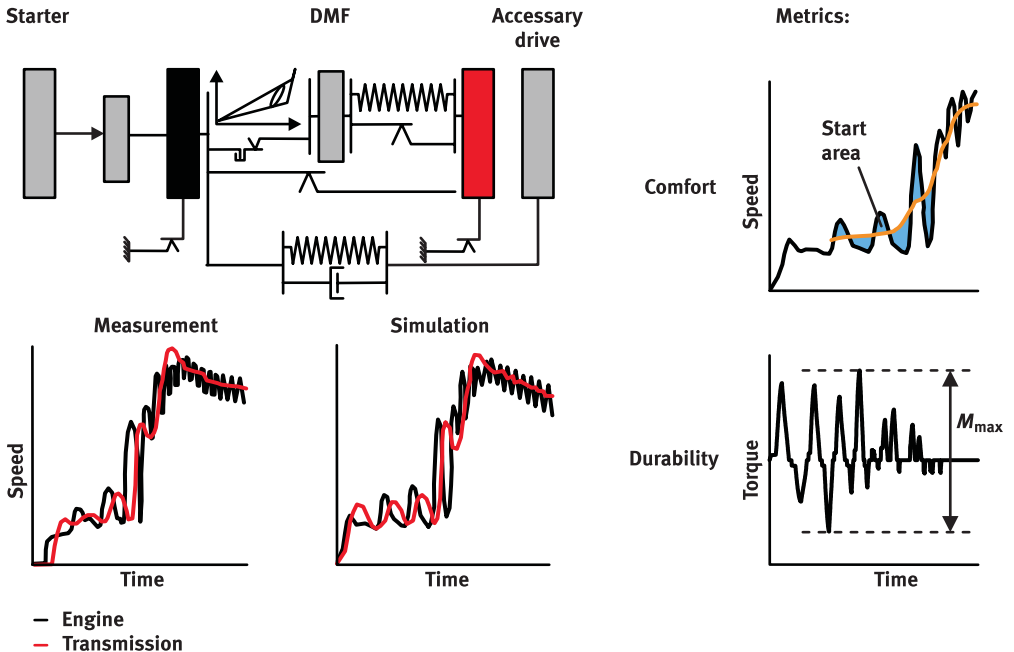 Starter
DMF
Accessary
drive
Metrics:
Start
area
Comfort
Speed
Measurement
Simulation
Speed
Time
Time
Durability
Torque
Mmax
Time
Engine
Transmission